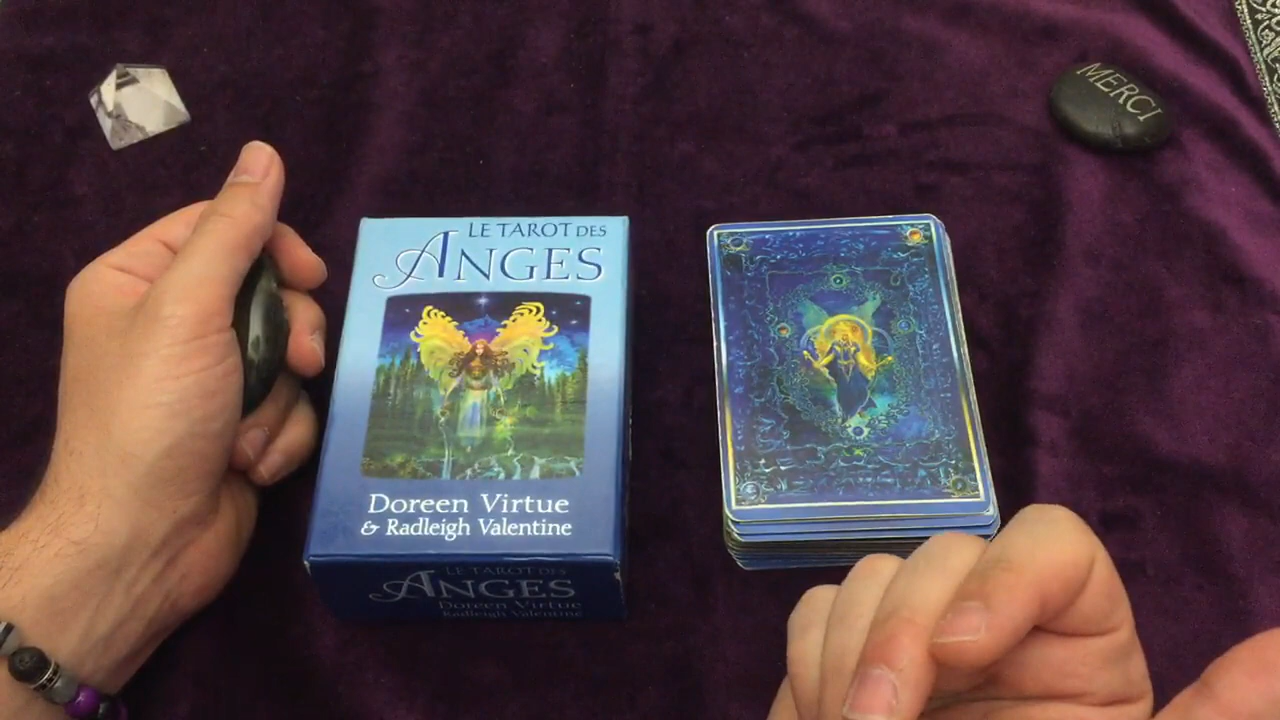 LE TAROT DES
ANGES
Doreen Virtue
& Radleigh Valentine
LE TAROT DES
ANGES
Doreen Virtue
Radleigh Valentine
MERCI